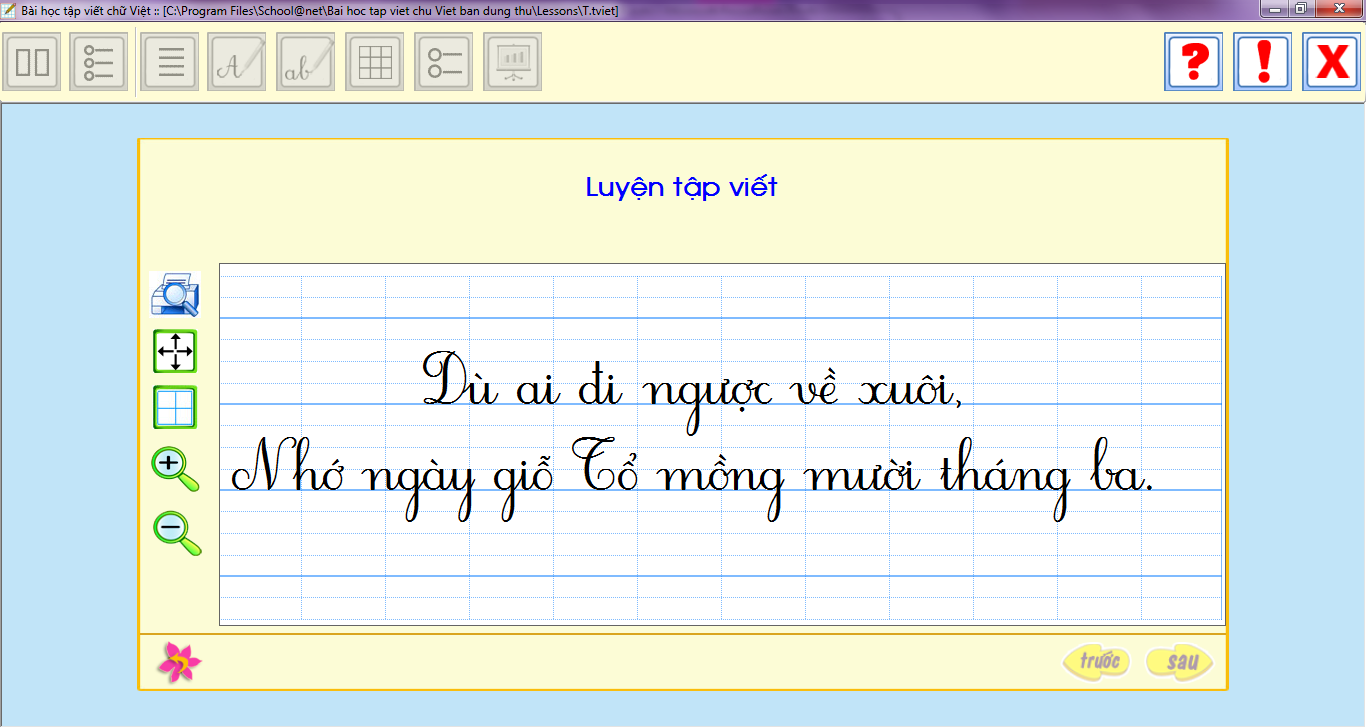 Bài học tập viết chữ Việt :: [C:\Program Files\School@net\Bai hoc tap viet chu Viet ban dung thu\Lessons\T.tviet]
A ab ? ! X
Luyện tập viết
Dù ai đi ngược về xuôi,
Nhớ ngày giỗ Tổ mồng mười tháng ba.
trước sau